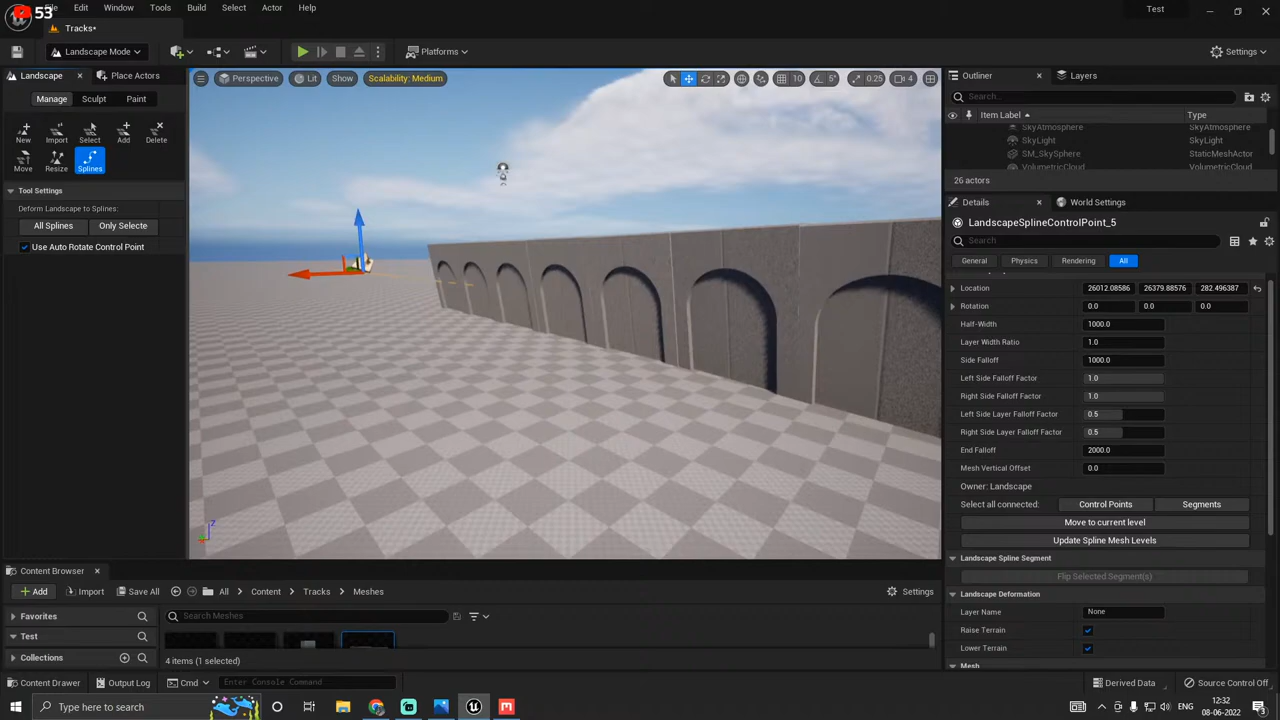 53
File Edit Window Tools Build Select Actor Help
Test
Tracks•
Landscape Mode
Platforms
Settings
Landscape
Place Actors
Manage Sculpt Paint
New Import Select Add Delete
Move Resize Splines
Tool Settings
Deform Landscape to Splines:
All Splines Only Selecte
Use Auto Rotate Control Point
Perspective Lit Show Scalability: Medium
10 5° 0.25 4
Z
Outliner Layers
Search...
Item Label Type
SkyAtmosphere SkyAtmosphere
SkyLight SkyLight
SM_SkySphere StaticMeshActor
VolumetricCloud VolumetricCloud
26 actors
Details World Settings
LandscapeSplineControlPoint_5
Search
General Physics Rendering All
Location 26012.08586 26379.88576 282.496387
Rotation 0.0 0.0 0.0
Half-Width 1000.0
Layer Width Ratio 1.0
Side Falloff 1000.0
Left Side Falloff Factor 1.0
Right Side Falloff Factor 1.0
Left Side Layer Falloff Factor 0.5
Right Side Layer Falloff Factor 0.5
End Falloff 2000.0
Mesh Vertical Offset 0.0
Owner: Landscape
Select all connected: Control Points Segments
Move to current level
Update Spline Mesh Levels
Landscape Spline Segment
Flip Selected Segment(s)
Landscape Deformation
Layer Name None
Raise Terrain
Lower Terrain
Mesh
Content Browser
Add Import Save All All Content Tracks Meshes Settings
Favorites
Search Meshes
Test
Collections
4 items (1 selected)
Content Drawer Output Log Cmd Enter Console Command
Derived Data Source Control Off
Type here to search
12:32
08-06-2022